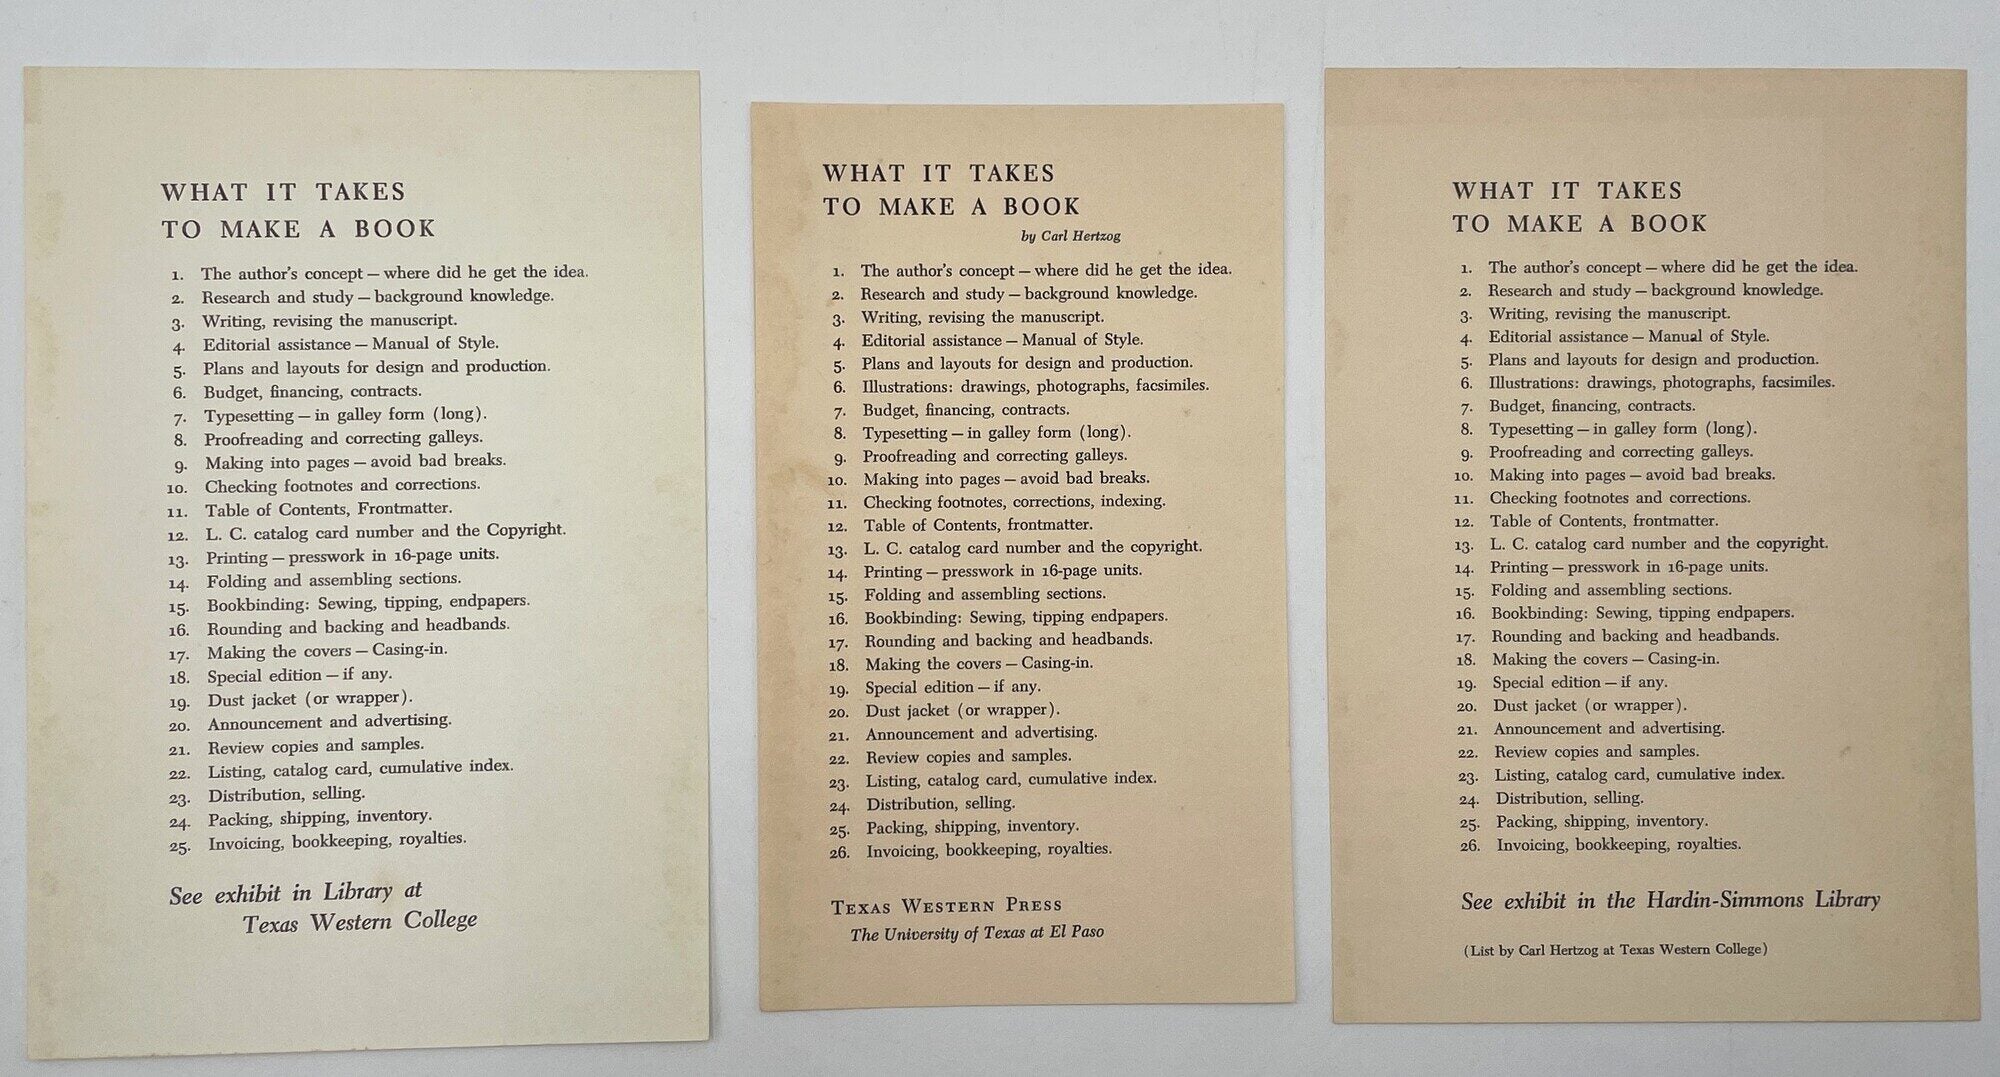 WHAT IT TAKES
TO MAKE A BOOK
1. The author's concept — where did he get the idea.
2. Research and study — background knowledge.
3. Writing, revising the manuscript.
4. Editorial assistance — Manual of Style.
5. Plans and layouts for design and production.
6. Budget, financing, contracts.
7. Typesetting — in galley form (long).
8. Proofreading and correcting galleys.
9. Making into pages — avoid bad breaks.
10. Checking footnotes and corrections.
11. Table of Contents, Frontmatter.
12. L. C. catalog card number and the Copyright.
13. Printing — presswork in 16-page units.
14. Folding and assembling sections.
15. Bookbinding: Sewing, tipping, endpapers.
16. Rounding and backing and headbands.
17. Making the covers — Casing-in.
18. Special edition — if any.
19. Dust jacket (or wrapper).
20. Announcement and advertising.
21. Review copies and samples.
22. Listing, catalog card, cumulative index.
23. Distribution, selling.
24. Packing, shipping, inventory.
25. Invoicing, bookkeeping, royalties.
See exhibit in Library at
Texas Western College
WHAT IT TAKES
TO MAKE A BOOK
by Carl Hertzog
1. The author's concept — where did he get the idea.
2. Research and study — background knowledge.
3. Writing, revising the manuscript.
4. Editorial assistance — Manual of Style.
5. Plans and layouts for design and production.
6. Illustrations: drawings, photographs, facsimiles.
7. Budget, financing, contracts.
8. Typesetting — in galley form (long).
9. Proofreading and correcting galleys.
10. Making into pages — avoid bad breaks.
11. Checking footnotes, corrections, indexing.
12. Table of Contents, frontmatter.
13. L. C. catalog card number and the copyright.
14. Printing — presswork in 16-page units.
15. Folding and assembling sections.
16. Bookbinding: Sewing, tipping endpapers.
17. Rounding and backing and headbands.
18. Making the covers — Casing-in.
19. Special edition — if any.
20. Dust jacket (or wrapper).
21. Announcement and advertising.
22. Review copies and samples.
23. Listing, catalog card, cumulative index.
24. Distribution, selling.
25. Packing, shipping, inventory.
26. Invoicing, bookkeeping, royalties.
TEXAS WESTERN PRESS
The University of Texas at El Paso
WHAT IT TAKES
TO MAKE A BOOK
1. The author's concept — where did he get the idea.
2. Research and study — background knowledge.
3. Writing, revising the manuscript.
4. Editorial assistance — Manual of Style.
5. Plans and layouts for design and production.
6. Illustrations: drawings, photographs, facsimiles.
7. Budget, financing, contracts.
8. Typesetting — in galley form (long).
9. Proofreading and correcting galleys.
10. Making into pages — avoid bad breaks.
11. Checking footnotes and corrections.
12. Table of Contents, frontmatter.
13. L. C. catalog card number and the copyright.
14. Printing — presswork in 16-page units.
15. Folding and assembling sections.
16. Bookbinding: Sewing, tipping endpapers.
17. Rounding and backing and headbands.
18. Making the covers — Casing-in.
19. Special edition — if any.
20. Dust jacket (or wrapper).
21. Announcement and advertising.
22. Review copies and samples.
23. Listing, catalog card, cumulative index.
24. Distribution, selling.
25. Packing, shipping, inventory.
26. Invoicing, bookkeeping, royalties.
See exhibit in the Hardin-Simmons Library
(List by Carl Hertzog at Texas Western College)